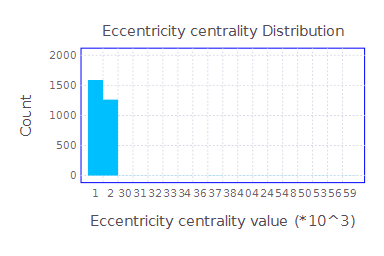 Eccentricity centrality Distribution
2000
1500
1000
500
0
Count
1 2 30 31 32 33 34 36 37 38 40 42 45 48 50 53 56 59
Eccentricity centrality value (*10^3)